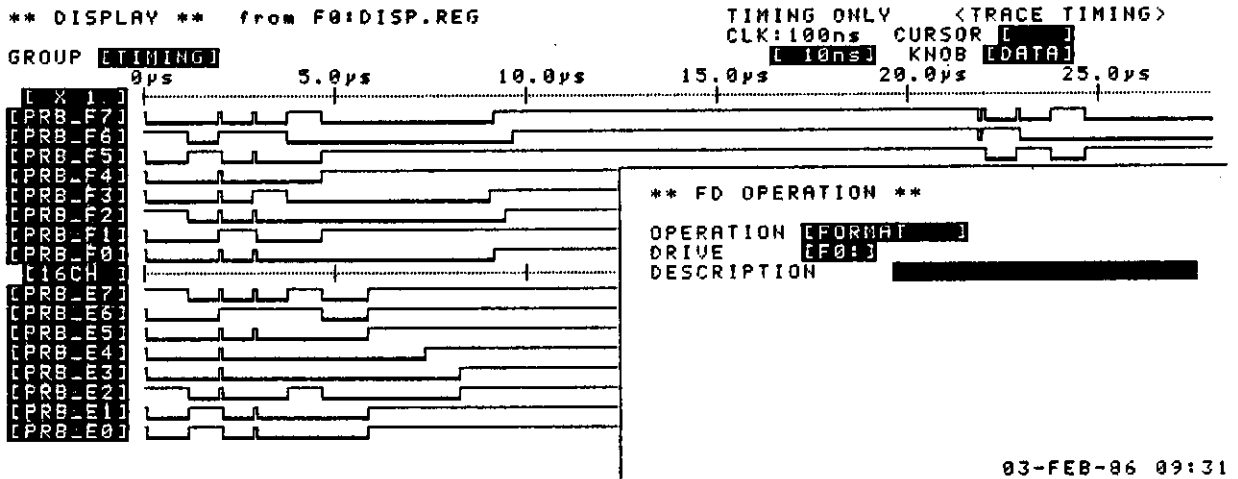 ** DISPLAY ** from F0:DISP.REG TIMING ONLY <TRACE TIMING>
CLK:100ns CURSOR [ ]
GROUP [TIMING] [ 10ns] KNOB [DATA]
0µs 5.0µs 10.0µs 15.0µs 20.0µs 25.0µs
[ X 1. ]
[PRB_F7]
[PRB_F6]
[PRB_F5]
[PRB_F4]
[PRB_F3]
[PRB_F2]
[PRB_F1]
[PRB_F0]
[16CH ]
[PRB_E7]
[PRB_E6]
[PRB_E5]
[PRB_E4]
[PRB_E3]
[PRB_E2]
[PRB_E1]
[PRB_E0]
** FD OPERATION **
OPERATION [FORMAT ]
DRIVE [F0:]
DESCRIPTION
03-FEB-86 09:31